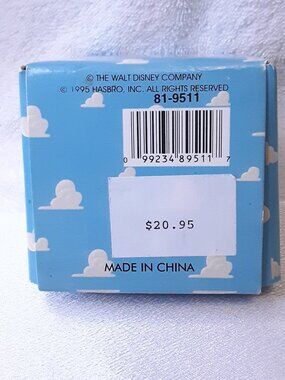 © THE WALT DISNEY COMPANY
© 1995 HASBRO, INC. ALL RIGHTS RESERVED
81-9511
0 99234 89511 7
$20.95
MADE IN CHINA